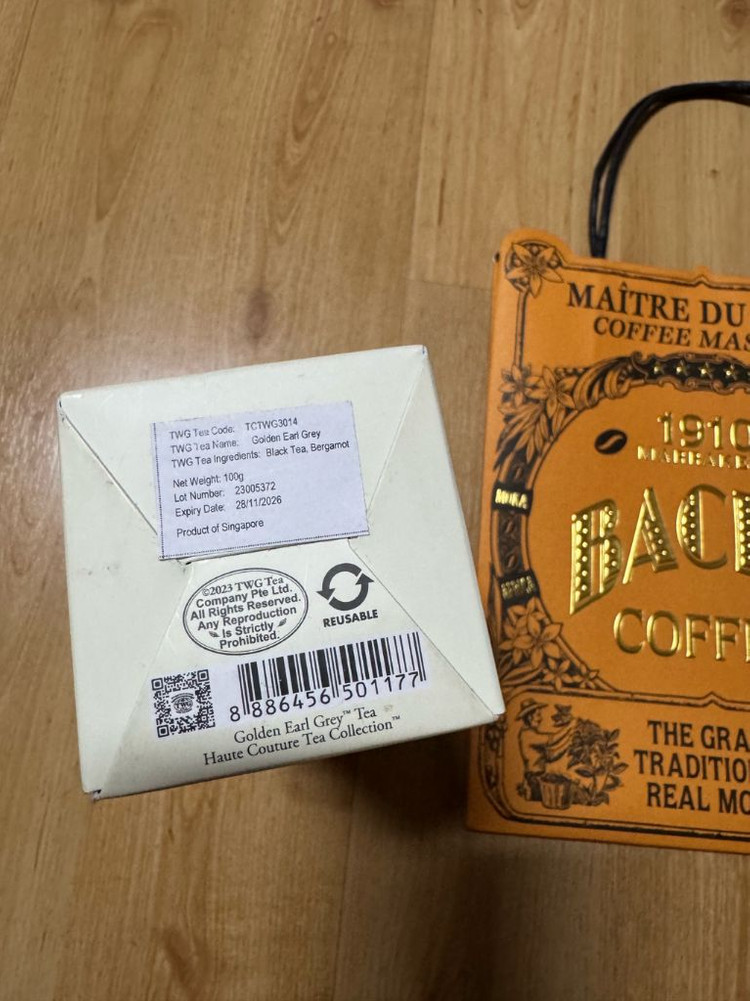 TWG Tea Code: TCTWG3014
TWG Tea Name: Golden Earl Grey
TWG Tea Ingredients: Black Tea, Bergamot
Net Weight: 100g
Lot Number: 23005372
Expiry Date: 28/11/2026
Product of Singapore
©2023 TWG Tea
Company Pte Ltd.
All Rights Reserved.
Any Reproduction
Is Strictly
Prohibited.
REUSABLE
8 886456 501177
Golden Earl Grey™ Tea
Haute Couture Tea Collection™
MAÎTRE DU
COFFEE MAS
1910
MARRAK
BAC
COFF
MOKA
THE GRA
TRADITIO
REAL MO